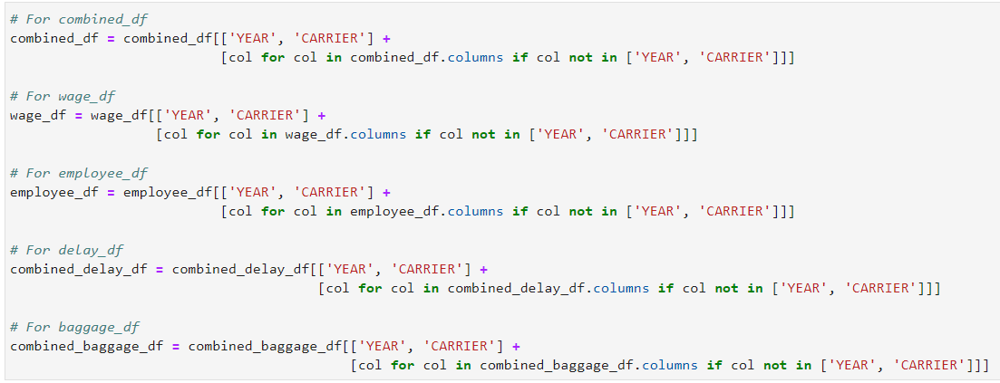 # For combined_df
combined_df = combined_df[['YEAR', 'CARRIER'] +
                          [col for col in combined_df.columns if col not in ['YEAR', 'CARRIER']]]

# For wage_df
wage_df = wage_df[['YEAR', 'CARRIER'] +
                  [col for col in wage_df.columns if col not in ['YEAR', 'CARRIER']]]

# For employee_df
employee_df = employee_df[['YEAR', 'CARRIER'] +
                          [col for col in employee_df.columns if col not in ['YEAR', 'CARRIER']]]

# For delay_df
combined_delay_df = combined_delay_df[['YEAR', 'CARRIER'] +
                                      [col for col in combined_delay_df.columns if col not in ['YEAR', 'CARRIER']]]

# For baggage_df
combined_baggage_df = combined_baggage_df[['YEAR', 'CARRIER'] +
                                          [col for col in combined_baggage_df.columns if col not in ['YEAR', 'CARRIER']]]